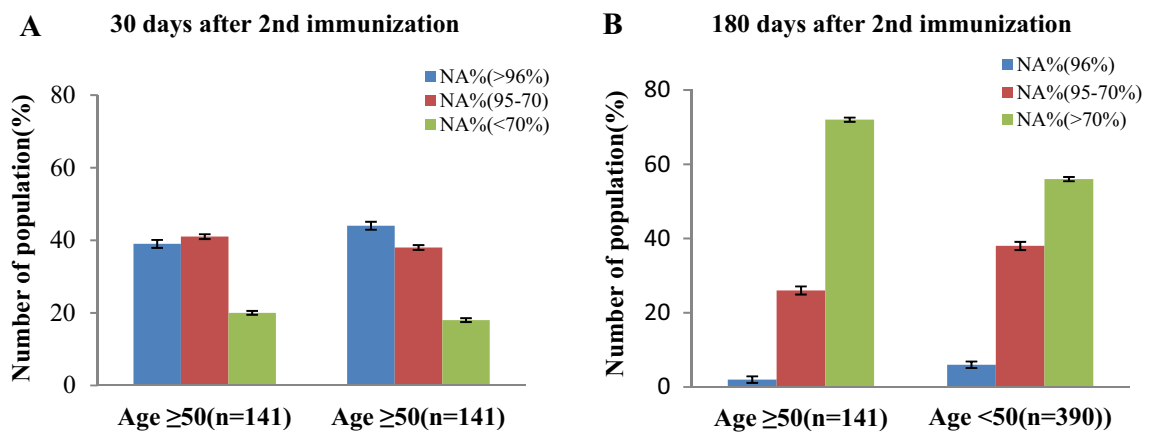 A 30 days after 2nd immunization
NA%(>96%)
NA%(95-70)
NA%(<70%)
Number of population(%)
80
60
40
20
0
Age ≥50(n=141) Age ≥50(n=141)
B 180 days after 2nd immunization
NA%(96%)
NA%(95-70%)
NA%(>70%)
Number of population(%)
80
60
40
20
0
Age ≥50(n=141) Age <50(n=390))